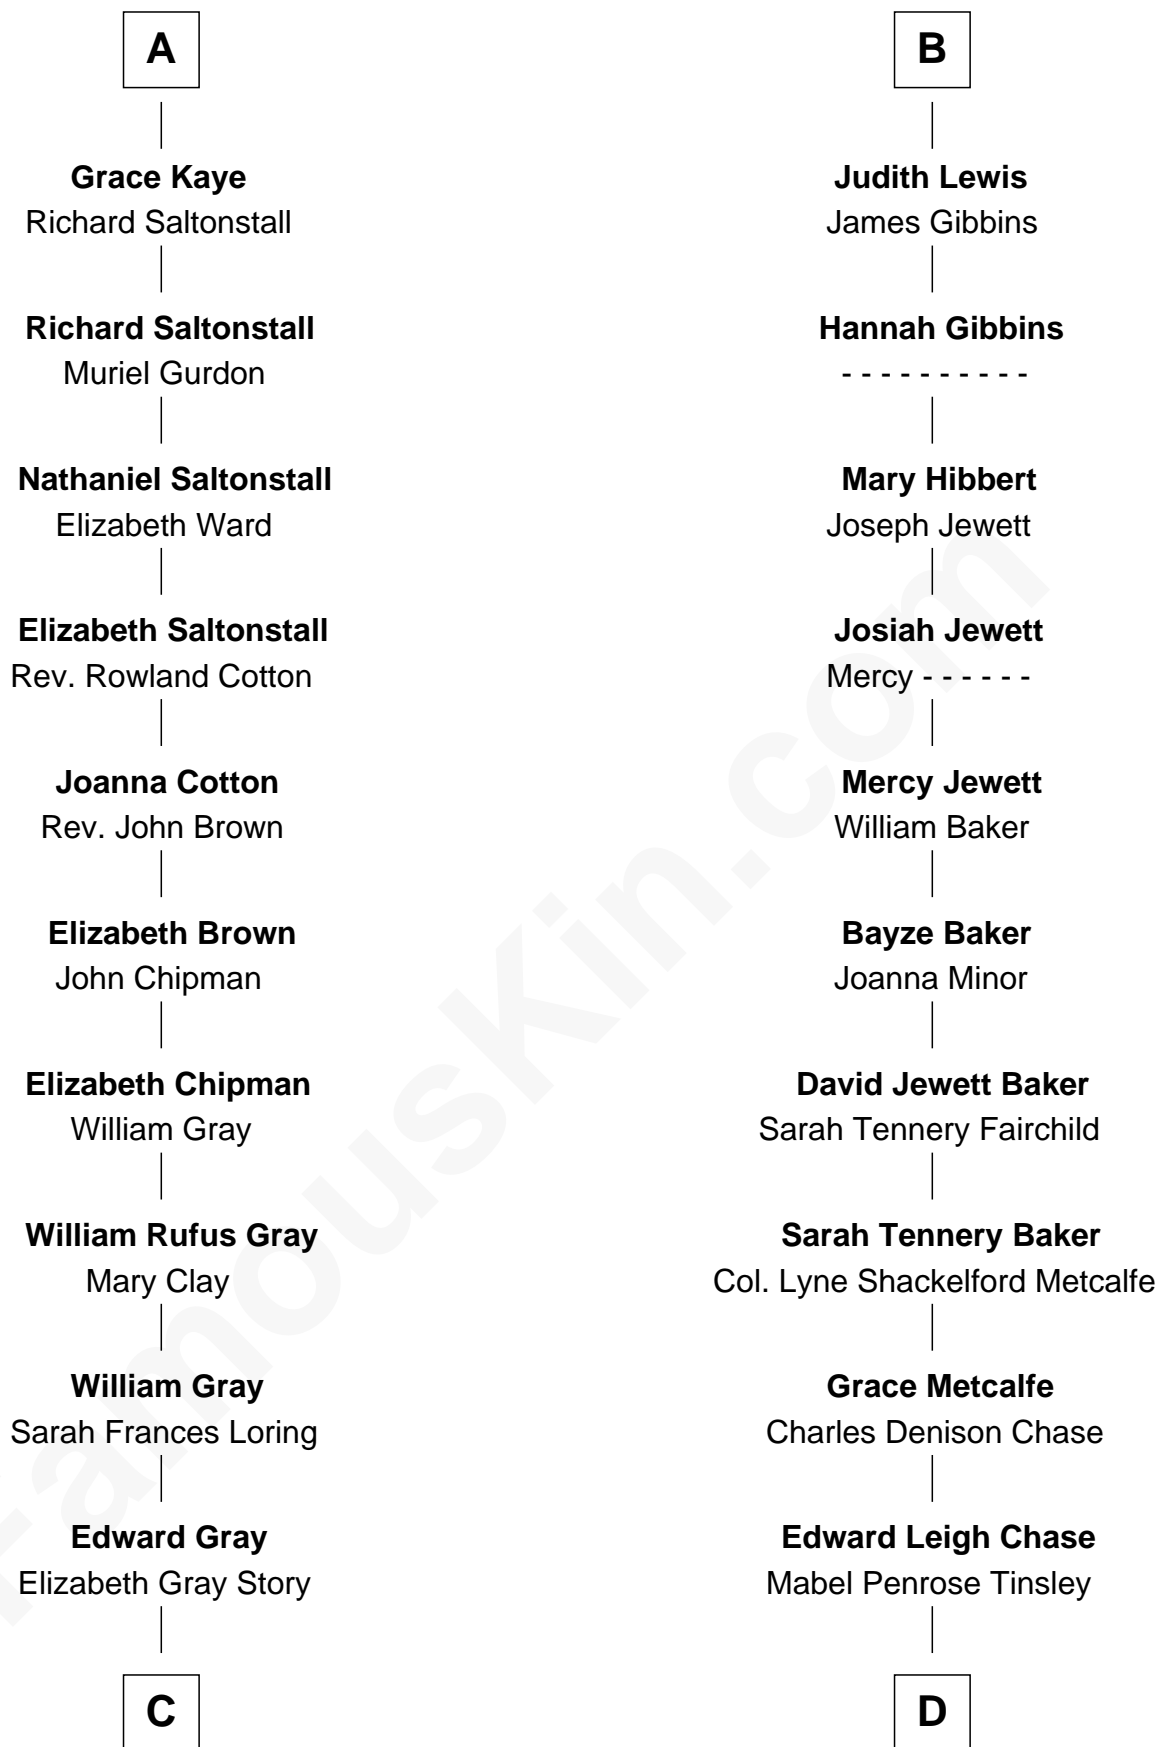 A
Grace Kaye
Richard Saltonstall
Richard Saltonstall
Muriel Gurdon
Nathaniel Saltonstall
Elizabeth Ward
Elizabeth Saltonstall
Rev. Rowland Cotton
Joanna Cotton
Rev. John Brown
Elizabeth Brown
John Chipman
Elizabeth Chipman
William Gray
William Rufus Gray
Mary Clay
William Gray
Sarah Frances Loring
Edward Gray
Elizabeth Gray Story
C
B
Judith Lewis
James Gibbins
Hannah Gibbins
- - - - - - - - - -
Mary Hibbert
Joseph Jewett
Josiah Jewett
Mercy - - - - - -
Mercy Jewett
William Baker
Bayze Baker
Joanna Minor
David Jewett Baker
Sarah Tennery Fairchild
Sarah Tennery Baker
Col. Lyne Shackelford Metcalfe
Grace Metcalfe
Charles Denison Chase
Edward Leigh Chase
Mabel Penrose Tinsley
D
FamousKin.com